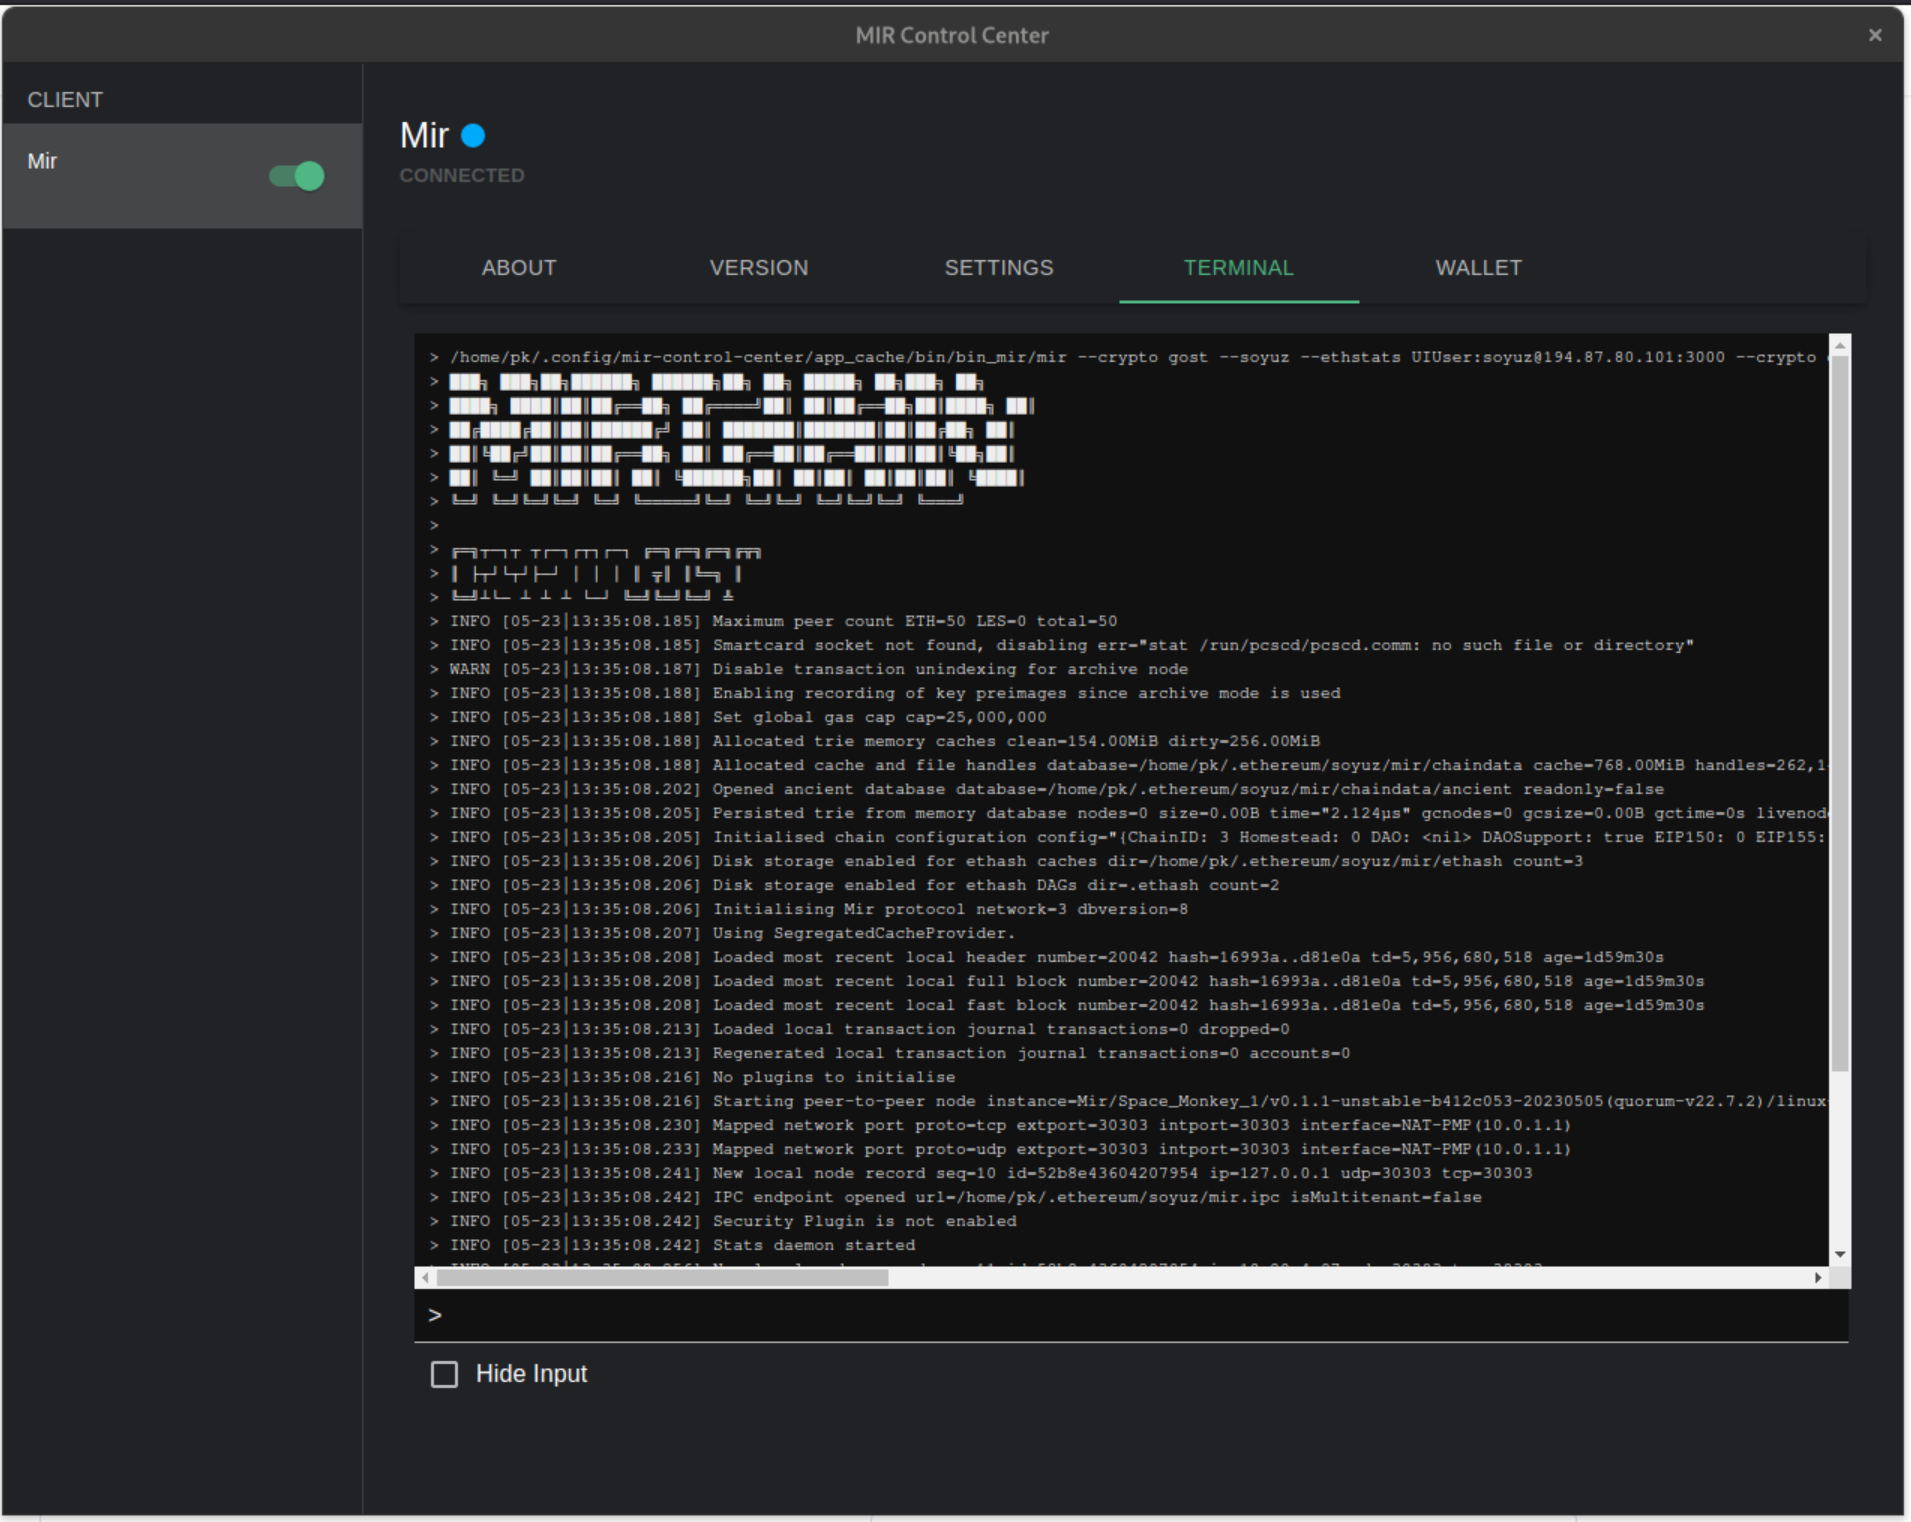 MIR Control Center
CLIENT
Mir
Mir
CONNECTED
ABOUT VERSION SETTINGS TERMINAL WALLET
> /home/pk/.config/mir-control-center/app_cache/bin/bin_mir/mir --crypto gost --soyuz --ethstats UIUser:soyuz@194.87.80.101:3000 --crypto
>
>
>
>
>
>
>
>
>
>
> INFO [05-23|13:35:08.185] Maximum peer count ETH=50 LES=0 total=50
> INFO [05-23|13:35:08.185] Smartcard socket not found, disabling err="stat /run/pcscd/pcscd.comm: no such file or directory"
> WARN [05-23|13:35:08.187] Disable transaction unindexing for archive node
> INFO [05-23|13:35:08.188] Enabling recording of key preimages since archive mode is used
> INFO [05-23|13:35:08.188] Set global gas cap cap=25,000,000
> INFO [05-23|13:35:08.188] Allocated trie memory caches clean=154.00MiB dirty=256.00MiB
> INFO [05-23|13:35:08.188] Allocated cache and file handles database=/home/pk/.ethereum/soyuz/mir/chaindata cache=768.00MiB handles=262,1
> INFO [05-23|13:35:08.202] Opened ancient database database=/home/pk/.ethereum/soyuz/mir/chaindata/ancient readonly=false
> INFO [05-23|13:35:08.205] Persisted trie from memory database nodes=0 size=0.00B time="2.124µs" gcnodes=0 gcsize=0.00B gctime=0s livenod
> INFO [05-23|13:35:08.205] Initialised chain configuration config="{ChainID: 3 Homestead: 0 DAO: <nil> DAOSupport: true EIP150: 0 EIP155:
> INFO [05-23|13:35:08.206] Disk storage enabled for ethash caches dir=/home/pk/.ethereum/soyuz/mir/ethash count=3
> INFO [05-23|13:35:08.206] Disk storage enabled for ethash DAGs dir=.ethash count=2
> INFO [05-23|13:35:08.206] Initialising Mir protocol network=3 dbversion=8
> INFO [05-23|13:35:08.207] Using SegregatedCacheProvider.
> INFO [05-23|13:35:08.208] Loaded most recent local header number=20042 hash=16993a..d81e0a td=5,956,680,518 age=1d59m30s
> INFO [05-23|13:35:08.208] Loaded most recent local full block number=20042 hash=16993a..d81e0a td=5,956,680,518 age=1d59m30s
> INFO [05-23|13:35:08.208] Loaded most recent local fast block number=20042 hash=16993a..d81e0a td=5,956,680,518 age=1d59m30s
> INFO [05-23|13:35:08.213] Loaded local transaction journal transactions=0 dropped=0
> INFO [05-23|13:35:08.213] Regenerated local transaction journal transactions=0 accounts=0
> INFO [05-23|13:35:08.216] No plugins to initialise
> INFO [05-23|13:35:08.216] Starting peer-to-peer node instance=Mir/Space_Monkey_1/v0.1.1-unstable-b412c053-20230505(quorum-v22.7.2)/linux
> INFO [05-23|13:35:08.230] Mapped network port proto=tcp extport=30303 intport=30303 interface=NAT-PMP(10.0.1.1)
> INFO [05-23|13:35:08.233] Mapped network port proto=udp extport=30303 intport=30303 interface=NAT-PMP(10.0.1.1)
> INFO [05-23|13:35:08.241] New local node record seq=10 id=52b8e43604207954 ip=127.0.0.1 udp=30303 tcp=30303
> INFO [05-23|13:35:08.242] IPC endpoint opened url=/home/pk/.ethereum/soyuz/mir.ipc isMultitenant=false
> INFO [05-23|13:35:08.242] Security Plugin is not enabled
> INFO [05-23|13:35:08.242] Stats daemon started
>
Hide Input